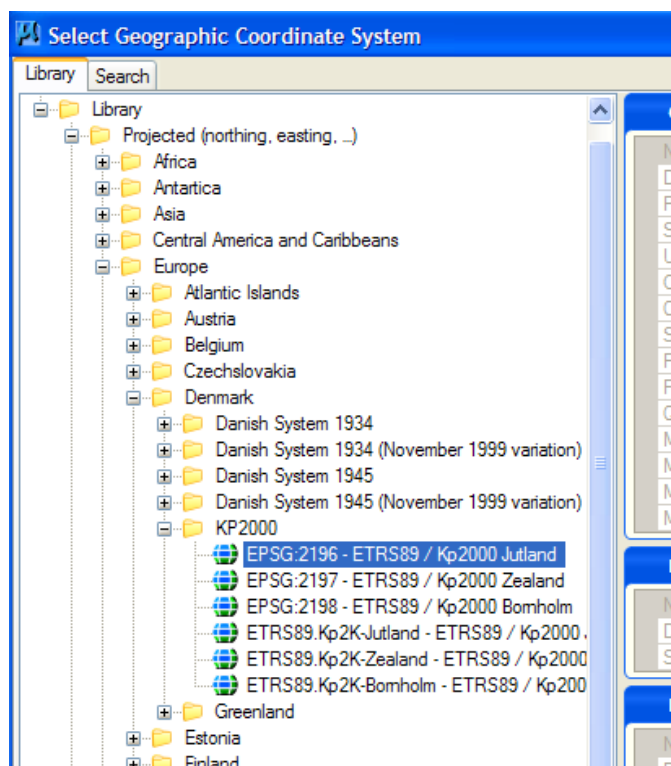 Select Geographic Coordinate System
Library Search
Library
Projected (northing, easting, ...)
Africa
Antartica
Asia
Central America and Caribbeans
Europe
Atlantic Islands
Austria
Belgium
Czechslovakia
Denmark
Danish System 1934
Danish System 1934 (November 1999 variation)
Danish System 1945
Danish System 1945 (November 1999 variation)
KP2000
EPSG:2196 - ETRS89 / Kp2000 Jutland
EPSG:2197 - ETRS89 / Kp2000 Zealand
EPSG:2198 - ETRS89 / Kp2000 Bornholm
ETRS89.Kp2K-Jutland - ETRS89 / Kp2000
ETRS89.Kp2K-Zealand - ETRS89 / Kp2000
ETRS89.Kp2K-Bornholm - ETRS89 / Kp200
Greenland
Estonia
Finland